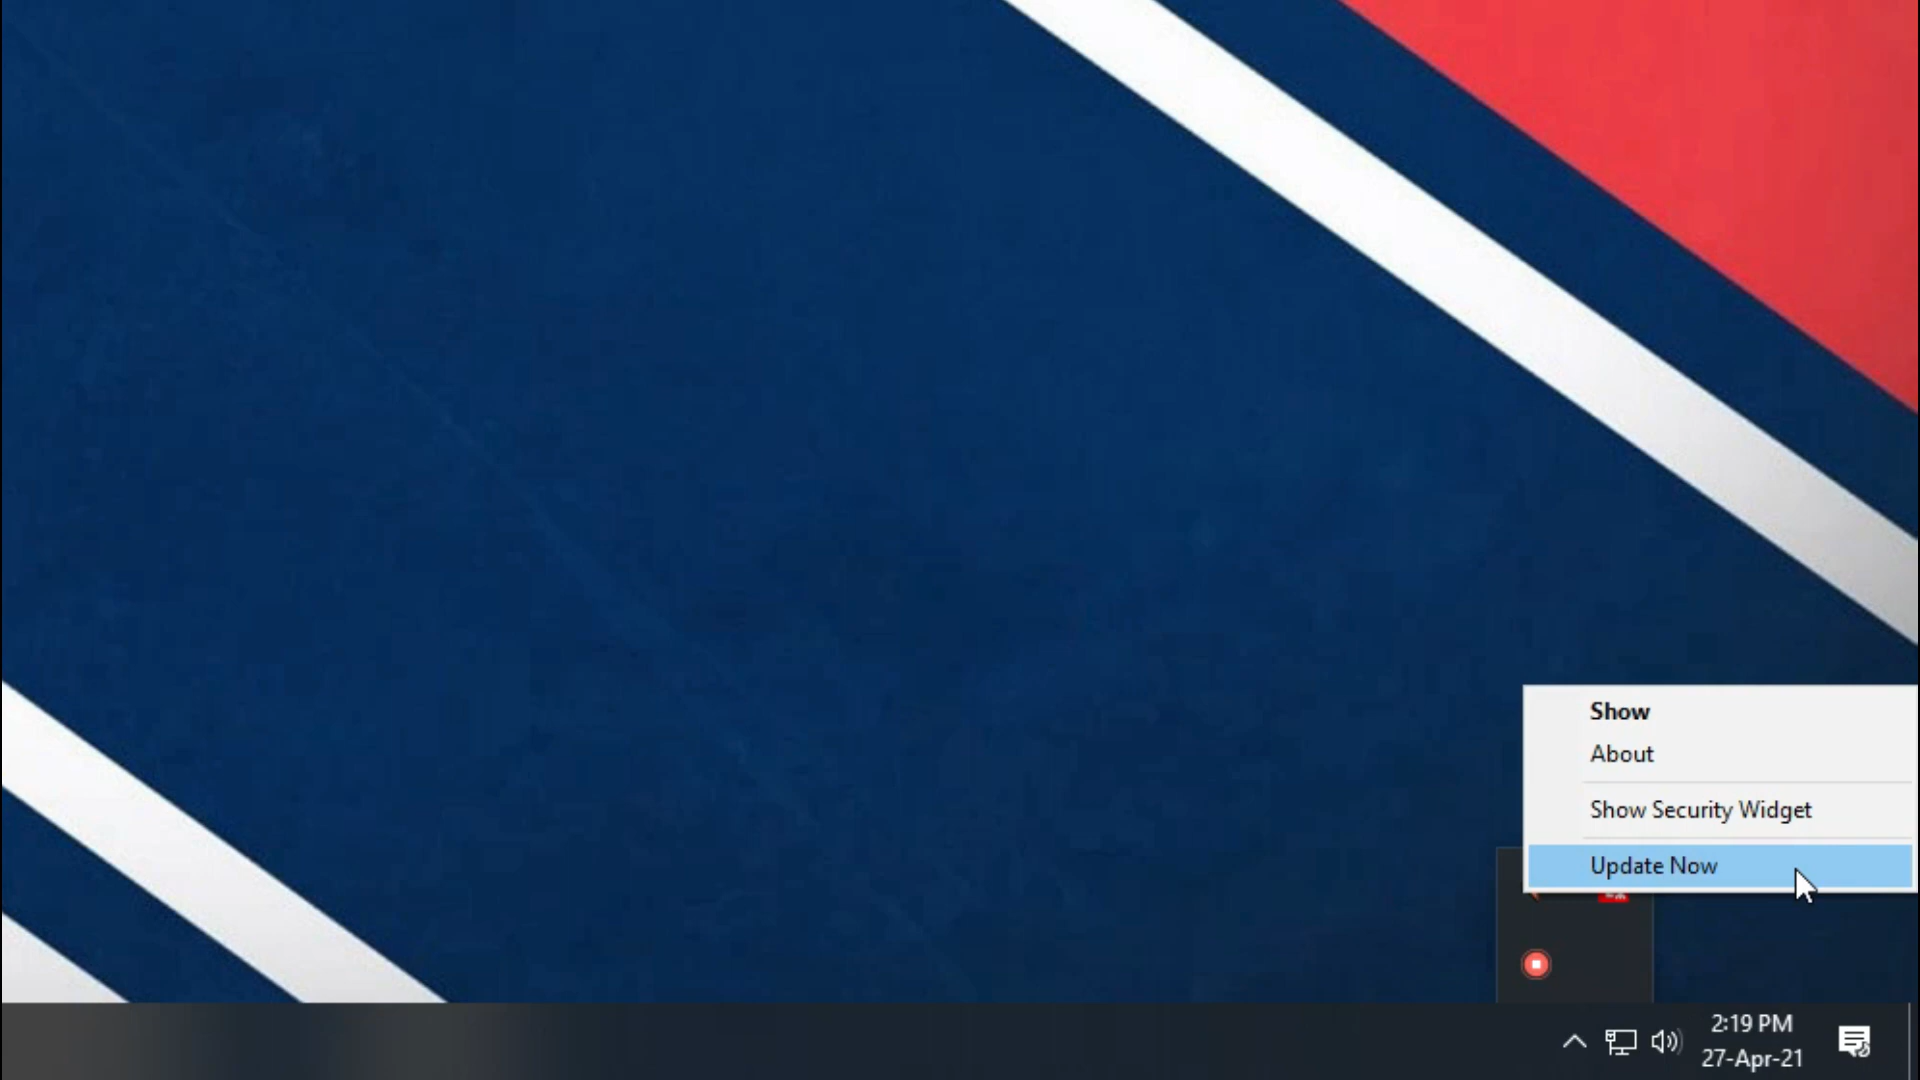 Show
About
Show Security Widget
Update Now
2:19 PM
27-Apr-21